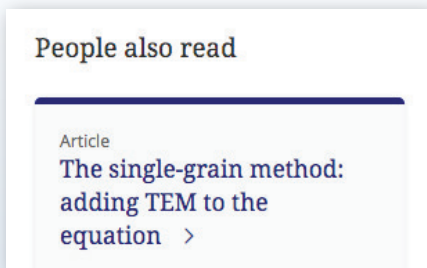 People also read
Article
The single-grain method:
adding TEM to the
equation >